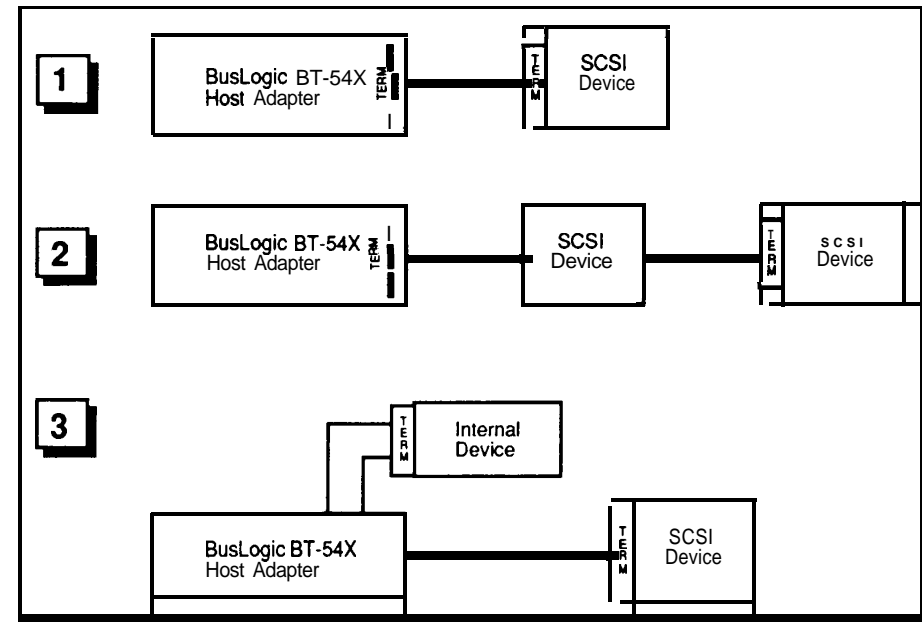 1
BusLogic BT-54X
Host Adapter
TERM
TERM
SCSI
Device
2
BusLogic BT-54X
Host Adapter
TERM
SCSI
Device
TERM
SCSI
Device
3
TERM
Internal
Device
BusLogic BT-54X
Host Adapter
TERM
SCSI
Device